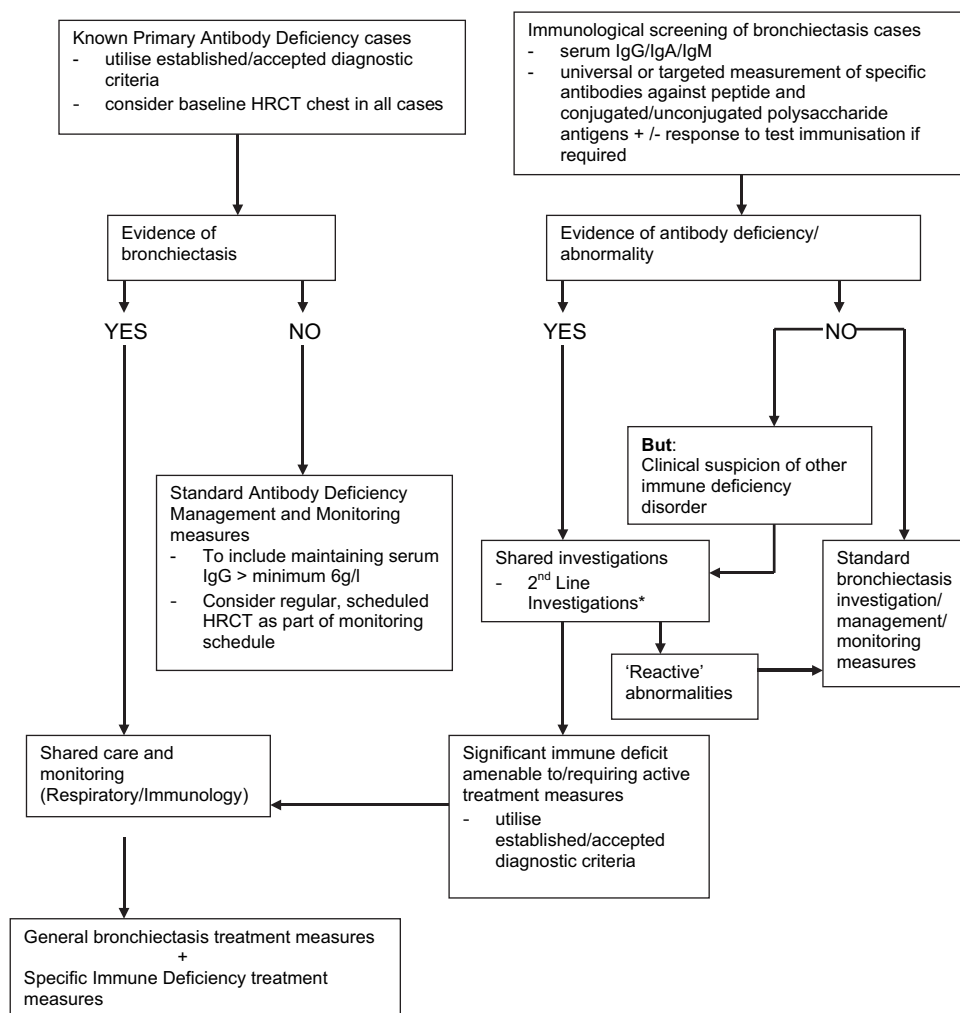 Known Primary Antibody Deficiency cases
- utilise established/accepted diagnostic
criteria
- consider baseline HRCT chest in all cases
Immunological screening of bronchiectasis cases
- serum IgG/IgA/IgM
- universal or targeted measurement of specific
antibodies against peptide and
conjugated/unconjugated polysaccharide
antigens + /- response to test immunisation if
required
Evidence of
bronchiectasis
Evidence of antibody deficiency/
abnormality
YES
NO
YES
NO
But:
Clinical suspicion of other
immune deficiency
disorder
Standard Antibody Deficiency
Management and Monitoring
measures
- To include maintaining serum
IgG > minimum 6g/l
- Consider regular, scheduled
HRCT as part of monitoring
schedule
Shared investigations
- 2nd Line
Investigations*
Standard
bronchiectasis
investigation/
management/
monitoring
measures
‘Reactive’
abnormalities
Shared care and
monitoring
(Respiratory/Immunology)
Significant immune deficit
amenable to/requiring active
treatment measures
- utilise
established/accepted
diagnostic criteria
General bronchiectasis treatment measures
+
Specific Immune Deficiency treatment
measures